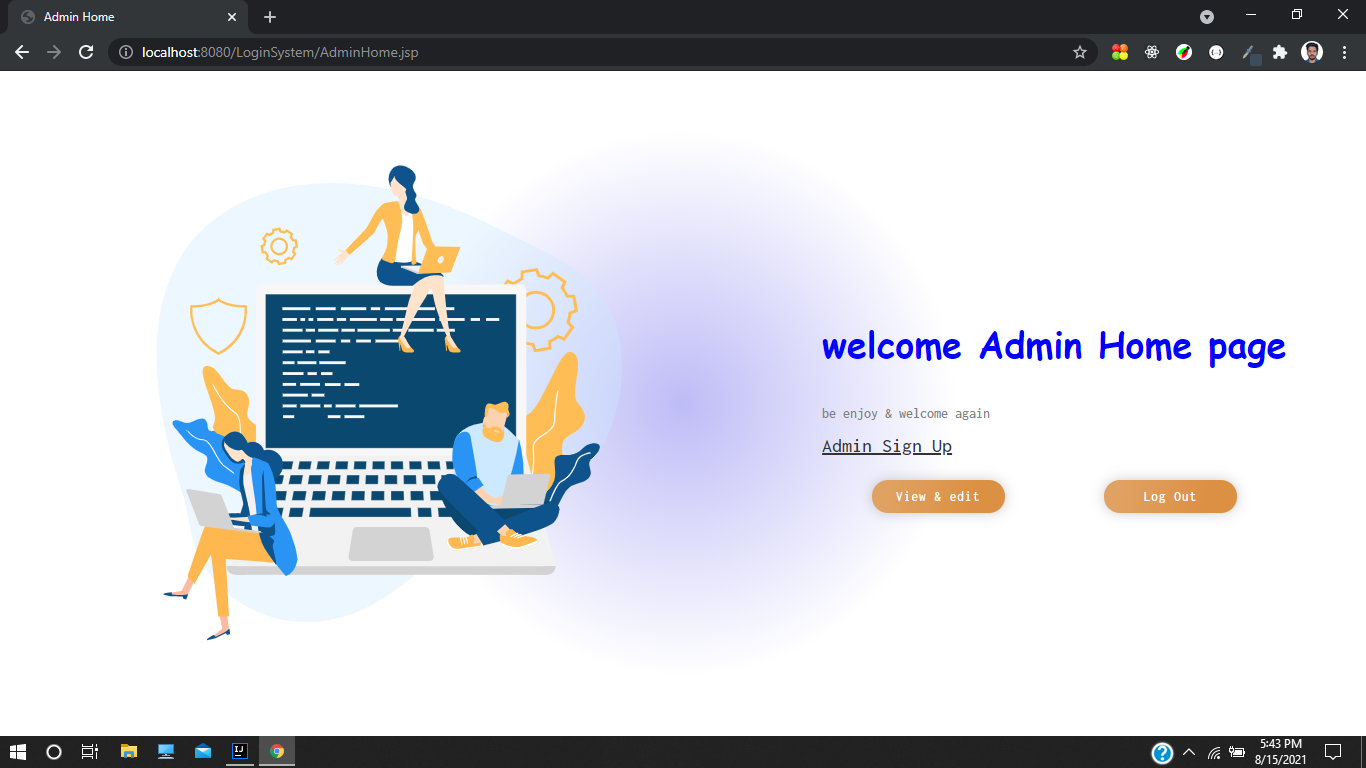 Admin Home
localhost:8080/LoginSystem/AdminHome.jsp
welcome Admin Home page
be enjoy & welcome again
Admin Sign Up
View & edit
Log Out
IJ
5:43 PM
8/15/2021